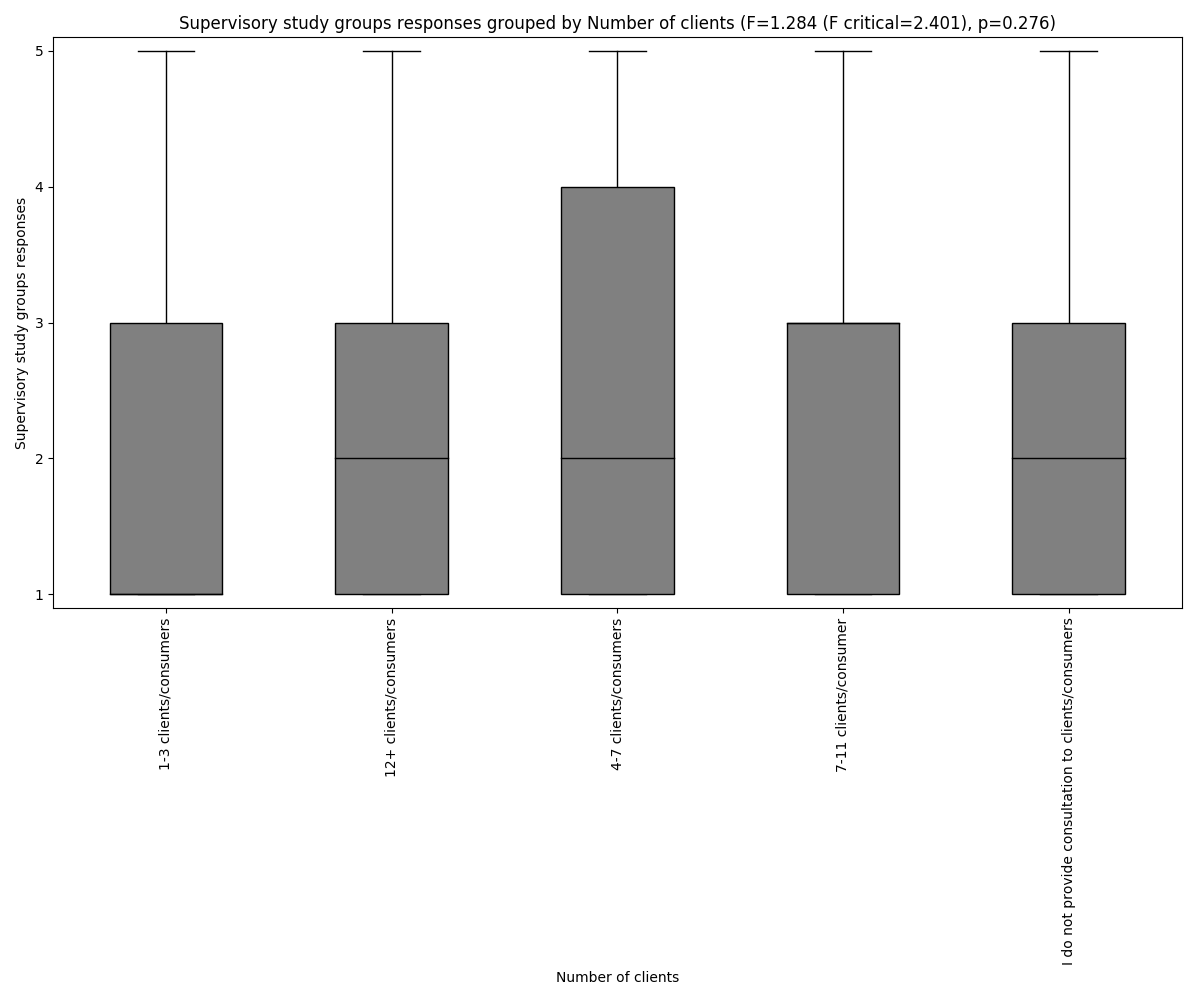 Supervisory study groups responses grouped by Number of clients (F=1.284 (F critical=2.401), p=0.276)
Supervisory study groups responses
5
4
3
2
1
1-3 clients/consumers
12+ clients/consumers
4-7 clients/consumers
7-11 clients/consumer
I do not provide consultation to clients/consumers
Number of clients